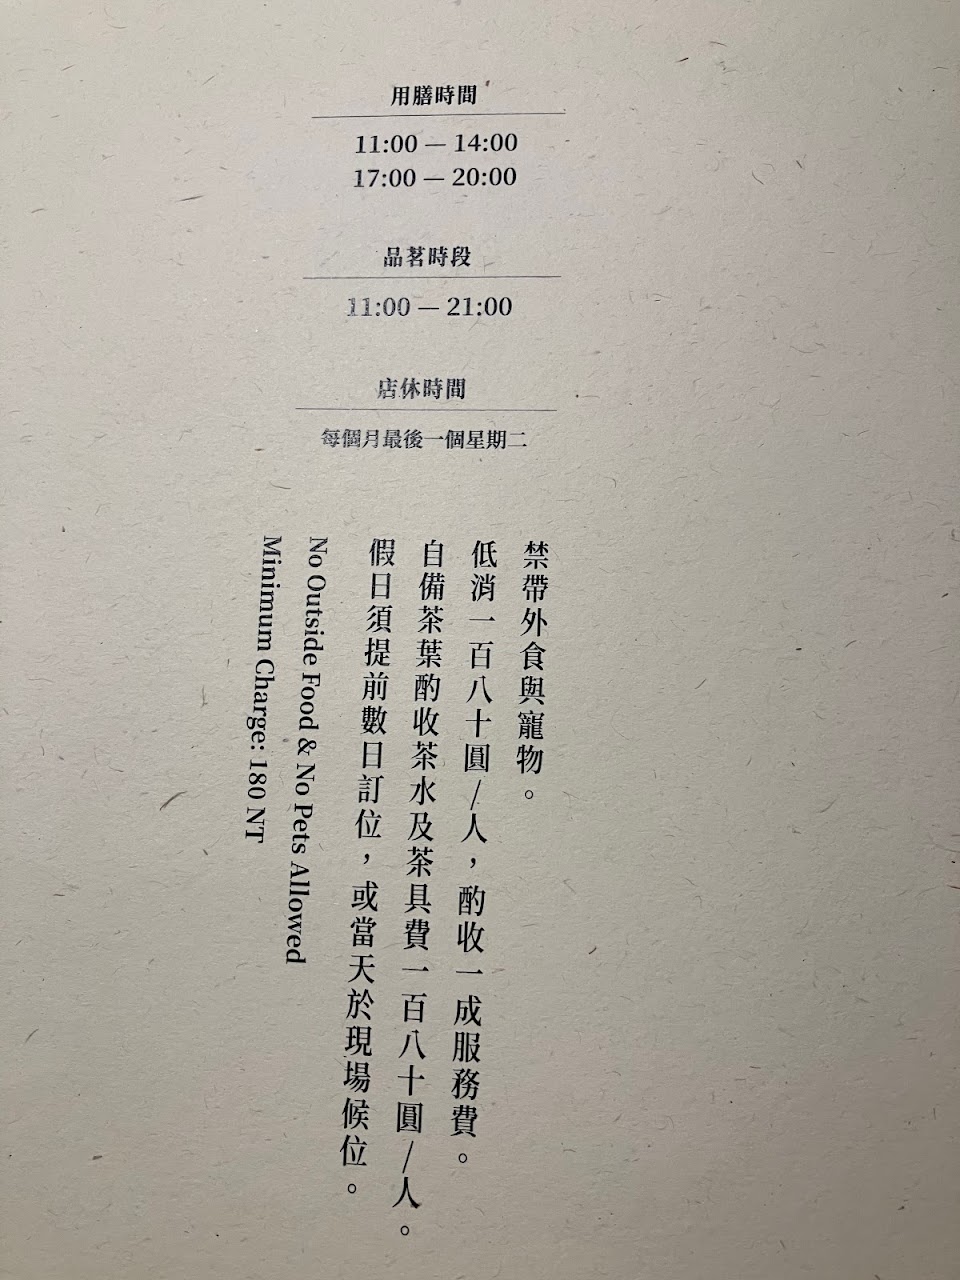 用膳時間
11:00 — 14:00
17:00 — 20:00
品茗時段
11:00 — 21:00
店休時間
每個月最後一個星期二
禁帶外食與寵物。
低消一百八十圓/人，酌收一成服務費。
自備茶葉酌收茶水及茶具費一百八十圓/人。
假日須提前數日訂位，或當天於現場候位。
No Outside Food & No Pets Allowed
Minimum Charge: 180 NT